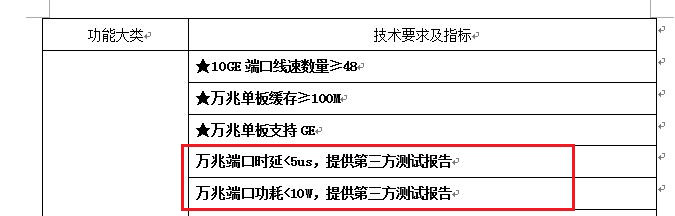 功能大类
技术要求及指标
★10GE 端口线速数量≥48
★万兆单板缓存≥100M
★万兆单板支持 GE
万兆端口时延<5us，提供第三方测试报告
万兆端口功耗<10W，提供第三方测试报告